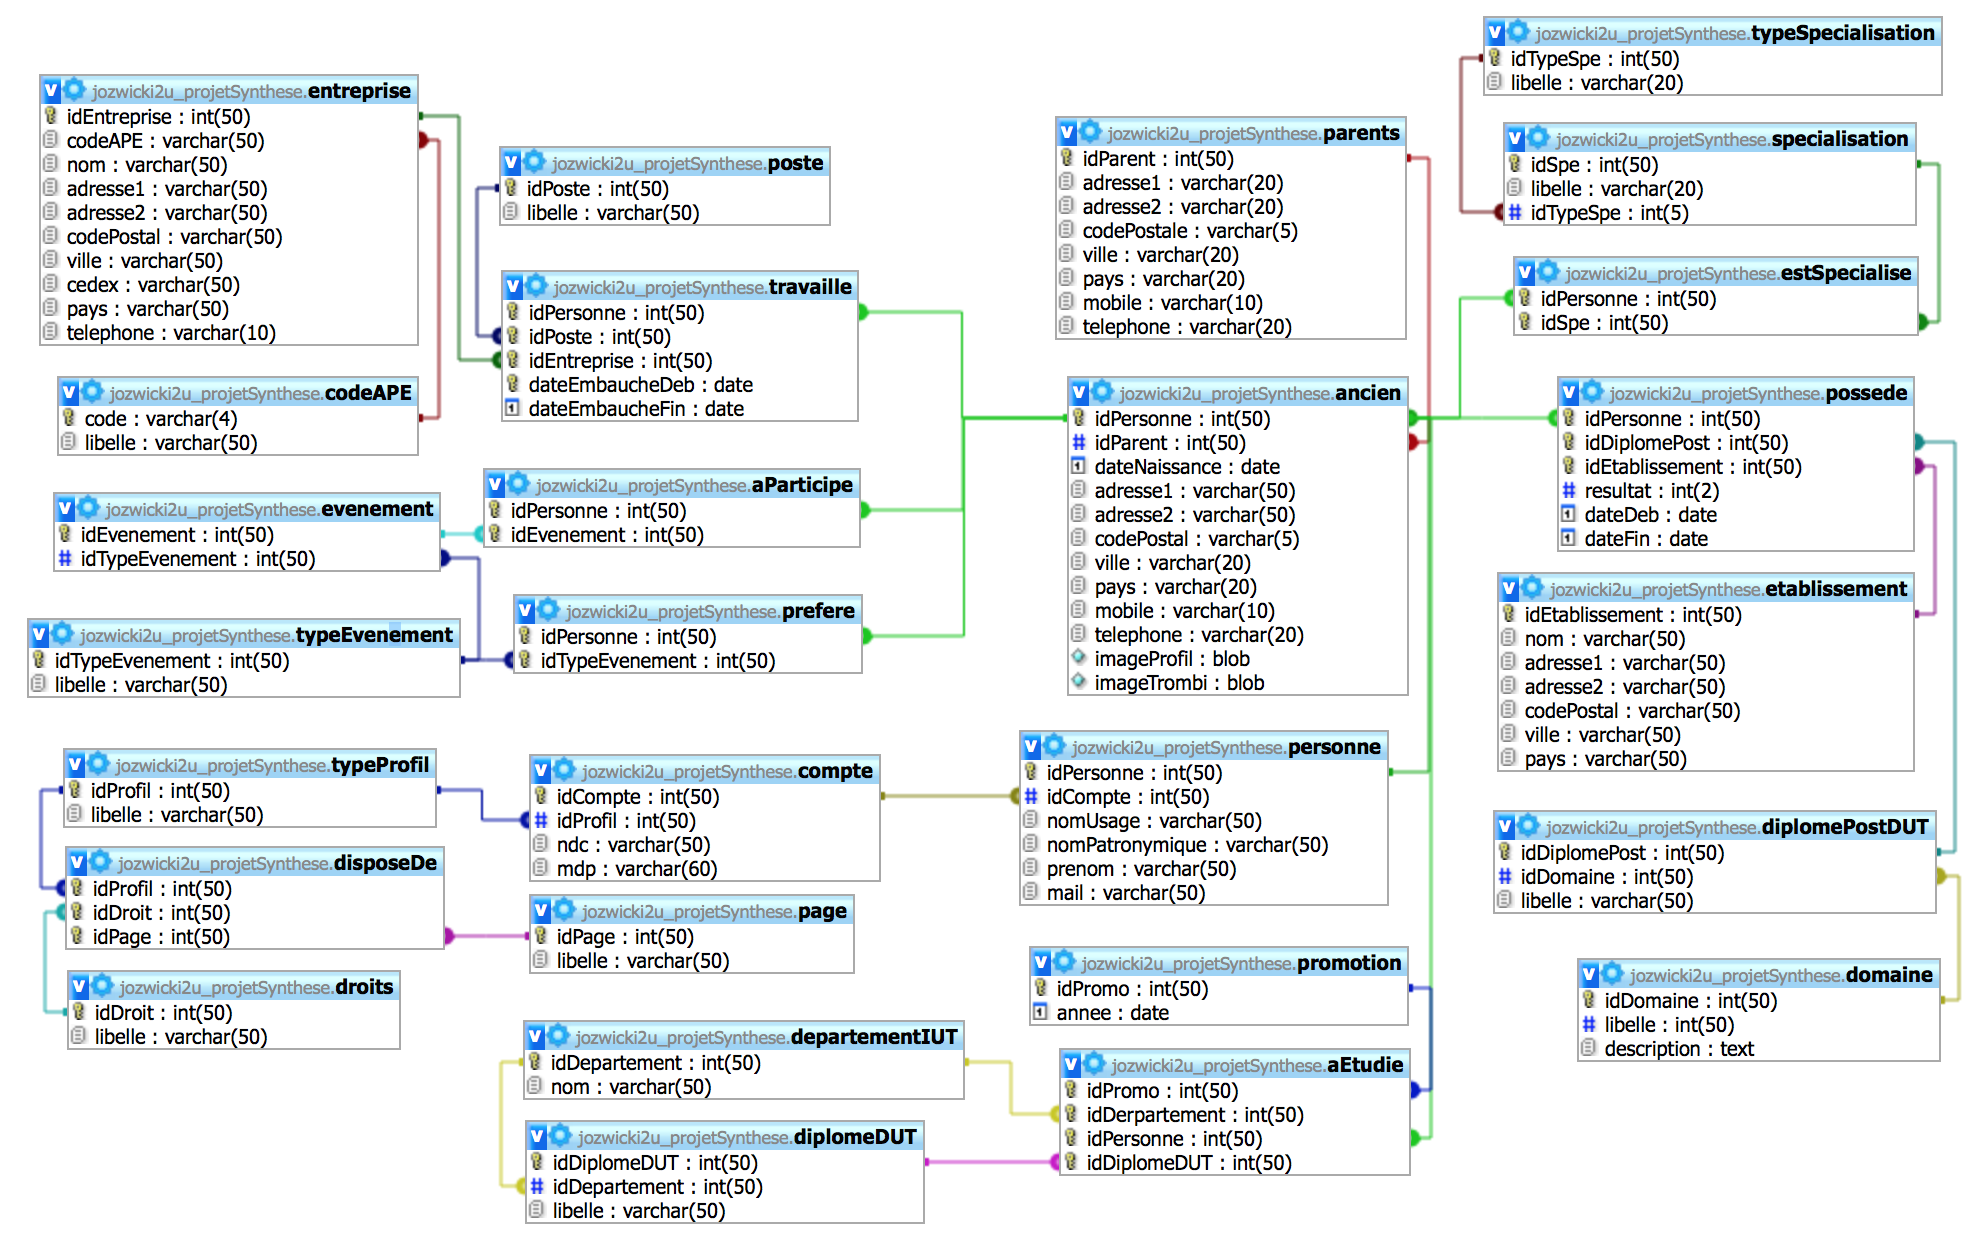 jozwicki2u_projetSynthese.entreprise
idEntreprise : int(50)
codeAPE : varchar(50)
nom : varchar(50)
adresse1 : varchar(50)
adresse2 : varchar(50)
codePostal : varchar(50)
ville : varchar(50)
cedex : varchar(50)
pays : varchar(50)
telephone : varchar(10)
jozwicki2u_projetSynthese.codeAPE
code : varchar(4)
libelle : varchar(50)
jozwicki2u_projetSynthese.evenement
idEvenement : int(50)
idTypeEvenement : int(50)
jozwicki2u_projetSynthese.typeEvenement
idTypeEvenement : int(50)
libelle : varchar(50)
jozwicki2u_projetSynthese.typeProfil
idProfil : int(50)
libelle : varchar(50)
jozwicki2u_projetSynthese.disposeDe
idProfil : int(50)
idDroit : int(50)
idPage : int(50)
jozwicki2u_projetSynthese.droits
idDroit : int(50)
libelle : varchar(50)
jozwicki2u_projetSynthese.poste
idPoste : int(50)
libelle : varchar(50)
jozwicki2u_projetSynthese.travaille
idPersonne : int(50)
idPoste : int(50)
idEntreprise : int(50)
dateEmbaucheDeb : date
dateEmbaucheFin : date
jozwicki2u_projetSynthese.aParticipe
idPersonne : int(50)
idEvenement : int(50)
jozwicki2u_projetSynthese.prefere
idPersonne : int(50)
idTypeEvenement : int(50)
jozwicki2u_projetSynthese.compte
idCompte : int(50)
idProfil : int(50)
ndc : varchar(50)
mdp : varchar(60)
jozwicki2u_projetSynthese.page
idPage : int(50)
libelle : varchar(50)
jozwicki2u_projetSynthese.departementIUT
idDepartement : int(50)
nom : varchar(50)
jozwicki2u_projetSynthese.diplomeDUT
idDiplomeDUT : int(50)
idDepartement : int(50)
libelle : varchar(50)
jozwicki2u_projetSynthese.parents
idParent : int(50)
adresse1 : varchar(20)
adresse2 : varchar(20)
codePostale : varchar(5)
ville : varchar(20)
pays : varchar(20)
mobile : varchar(10)
telephone : varchar(20)
jozwicki2u_projetSynthese.ancien
idPersonne : int(50)
idParent : int(50)
dateNaissance : date
adresse1 : varchar(50)
adresse2 : varchar(50)
codePostal : varchar(5)
ville : varchar(20)
pays : varchar(20)
mobile : varchar(10)
telephone : varchar(20)
imageProfil : blob
imageTrombi : blob
jozwicki2u_projetSynthese.personne
idPersonne : int(50)
idCompte : int(50)
nomUsage : varchar(50)
nomPatronymique : varchar(50)
prenom : varchar(50)
mail : varchar(50)
jozwicki2u_projetSynthese.promotion
idPromo : int(50)
annee : date
jozwicki2u_projetSynthese.aEtudie
idPromo : int(50)
idDerpartement : int(50)
idPersonne : int(50)
idDiplomeDUT : int(50)
jozwicki2u_projetSynthese.typeSpecialisation
idTypeSpe : int(50)
libelle : varchar(20)
jozwicki2u_projetSynthese.specialisation
idSpe : int(50)
libelle : varchar(20)
idTypeSpe : int(5)
jozwicki2u_projetSynthese.estSpecialise
idPersonne : int(50)
idSpe : int(50)
jozwicki2u_projetSynthese.possede
idPersonne : int(50)
idDiplomePost : int(50)
idEtablissement : int(50)
resultat : int(2)
dateDeb : date
dateFin : date
jozwicki2u_projetSynthese.etablissement
idEtablissement : int(50)
nom : varchar(50)
adresse1 : varchar(50)
adresse2 : varchar(50)
codePostal : varchar(50)
ville : varchar(50)
pays : varchar(50)
jozwicki2u_projetSynthese.diplomePostDUT
idDiplomePost : int(50)
idDomaine : int(50)
libelle : varchar(50)
jozwicki2u_projetSynthese.domaine
idDomaine : int(50)
libelle : int(50)
description : text